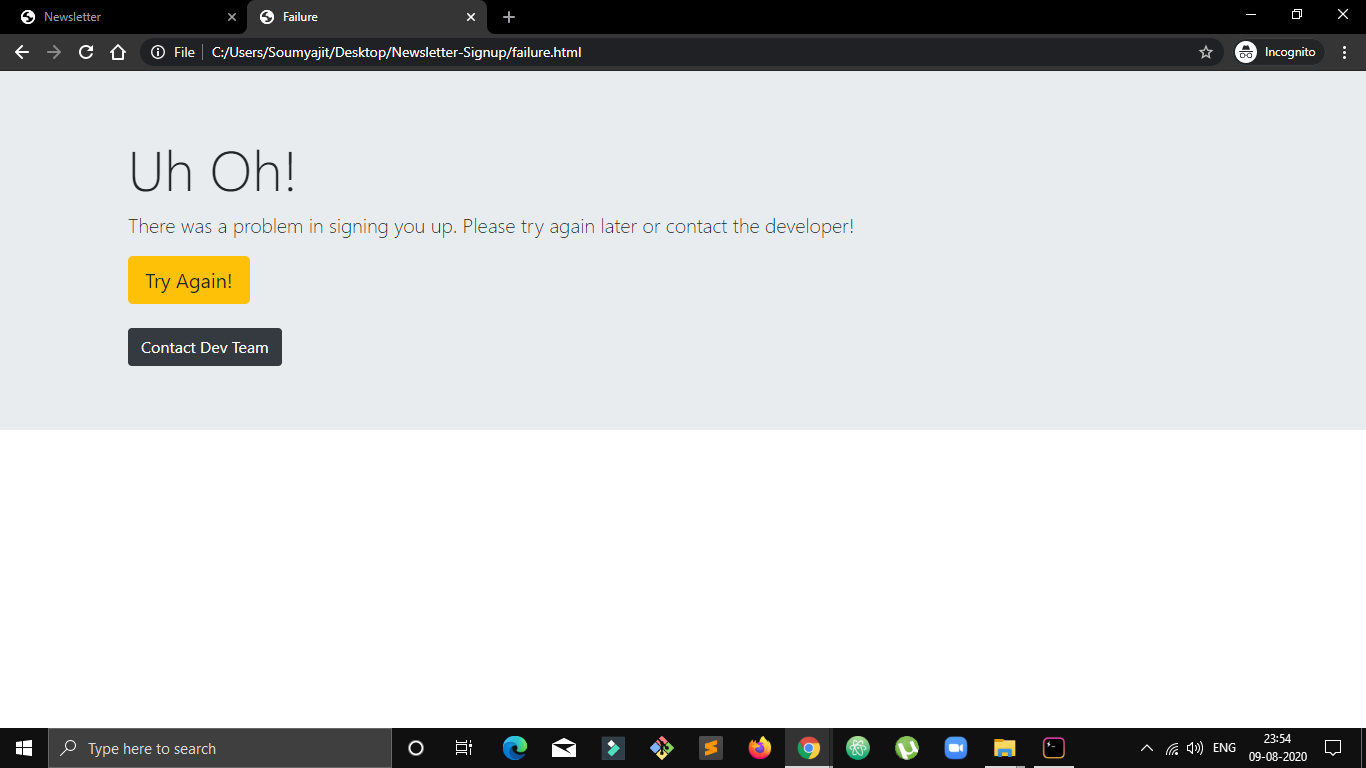 Newsletter
Failure
File
C:/Users/Soumyajit/Desktop/Newsletter-Signup/failure.html
Incognito
Uh Oh!
There was a problem in signing you up. Please try again later or contact the developer!
Try Again!
Contact Dev Team
Type here to search
ENG
23:54
09-08-2020